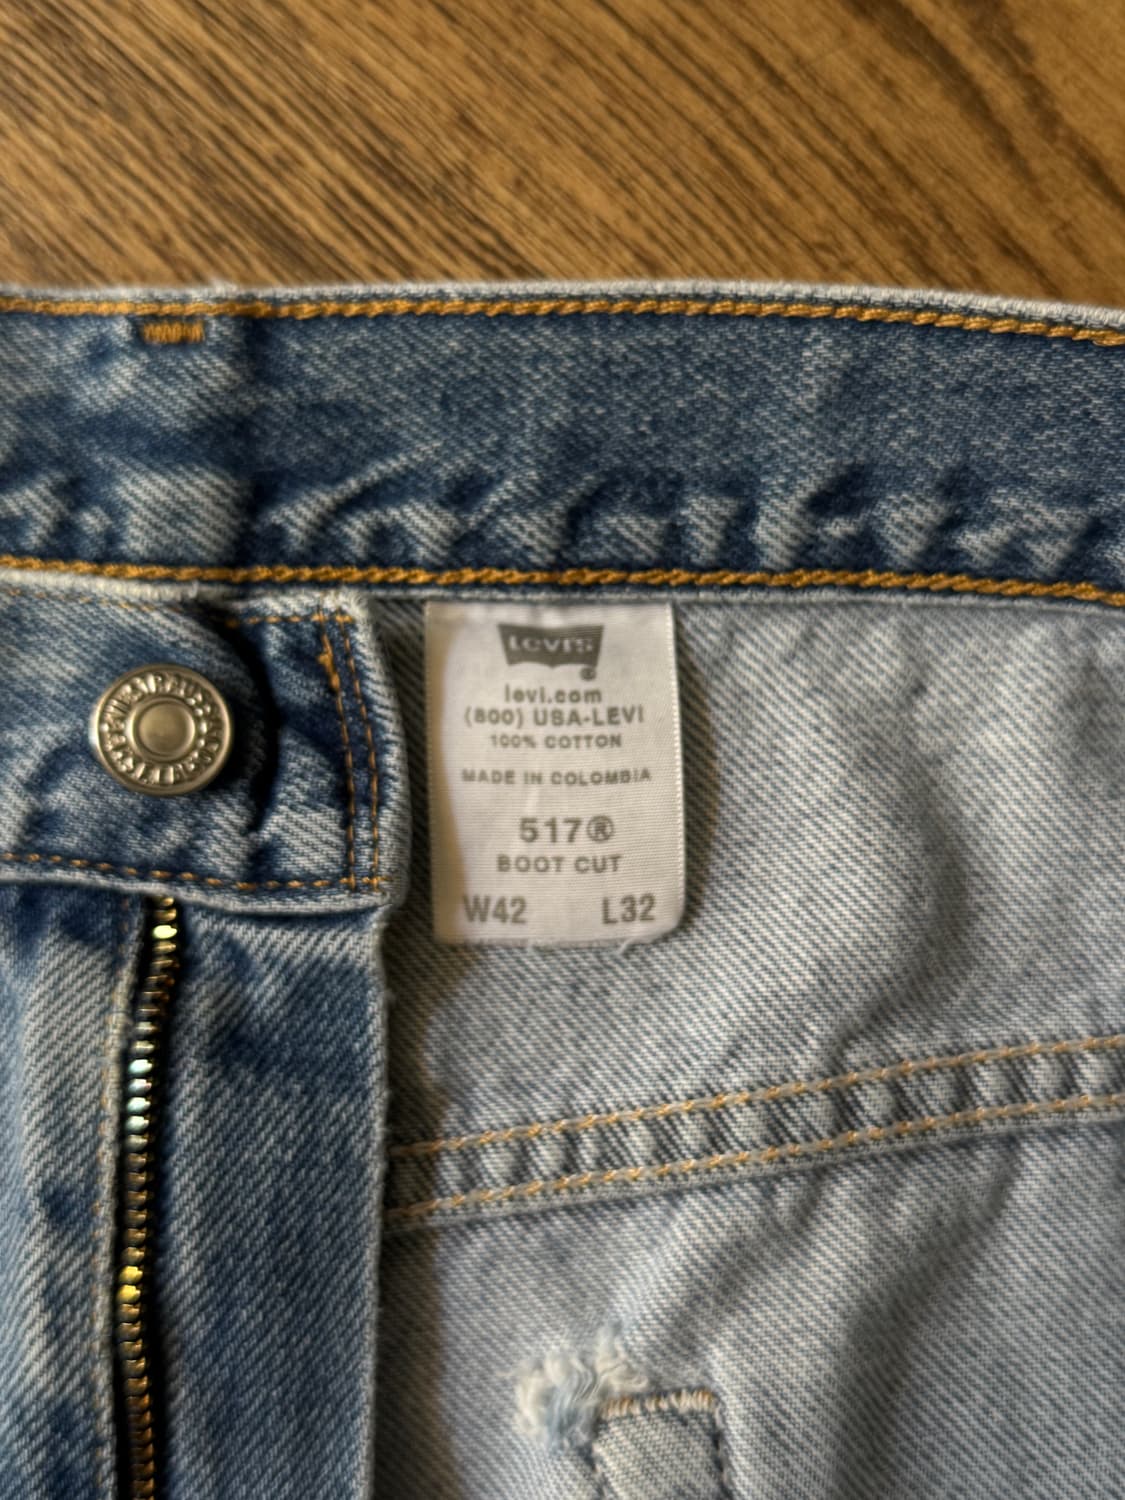 LEVI'S
®
levi.com
(800) USA-LEVI
100% COTTON
MADE IN COLOMBIA
517®
BOOT CUT
W42 L32